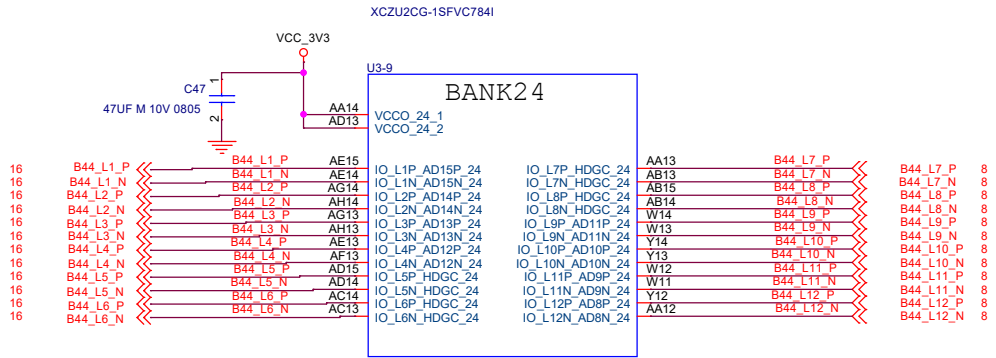 XCZU2CG-1SFVC784I
VCC_3V3
U3-9
BANK24
1
C47
47UF M 10V 0805
2
AA14 VCCO_24_1
AD13 VCCO_24_2
16 B44_L1_P B44_L1_P AE15 IO_L1P_AD15P_24 IO_L7P_HDGC_24 AA13 B44_L7_P B44_L7_P 8
16 B44_L1_N B44_L1_N AE14 IO_L1N_AD15N_24 IO_L7N_HDGC_24 AB13 B44_L7_N B44_L7_N 8
16 B44_L2_P B44_L2_P AG14 IO_L2P_AD14P_24 IO_L8P_HDGC_24 AB15 B44_L8_P B44_L8_P 8
16 B44_L2_N B44_L2_N AH14 IO_L2N_AD14N_24 IO_L8N_HDGC_24 AB14 B44_L8_N B44_L8_N 8
16 B44_L3_P B44_L3_P AG13 IO_L3P_AD13P_24 IO_L9P_AD11P_24 W14 B44_L9_P B44_L9_P 8
16 B44_L3_N B44_L3_N AH13 IO_L3N_AD13N_24 IO_L9N_AD11N_24 W13 B44_L9_N B44_L9_N 8
16 B44_L4_P B44_L4_P AE13 IO_L4P_AD12P_24 IO_L10P_AD10P_24 Y14 B44_L10_P B44_L10_P 8
16 B44_L4_N B44_L4_N AF13 IO_L4N_AD12N_24 IO_L10N_AD10N_24 Y13 B44_L10_N B44_L10_N 8
16 B44_L5_P B44_L5_P AD15 IO_L5P_HDGC_24 IO_L11P_AD9P_24 W12 B44_L11_P B44_L11_P 8
16 B44_L5_N B44_L5_N AD14 IO_L5N_HDGC_24 IO_L11N_AD9N_24 W11 B44_L11_N B44_L11_N 8
16 B44_L6_P B44_L6_P AC14 IO_L6P_HDGC_24 IO_L12P_AD8P_24 Y12 B44_L12_P B44_L12_P 8
16 B44_L6_N B44_L6_N AC13 IO_L6N_HDGC_24 IO_L12N_AD8N_24 AA12 B44_L12_N B44_L12_N 8